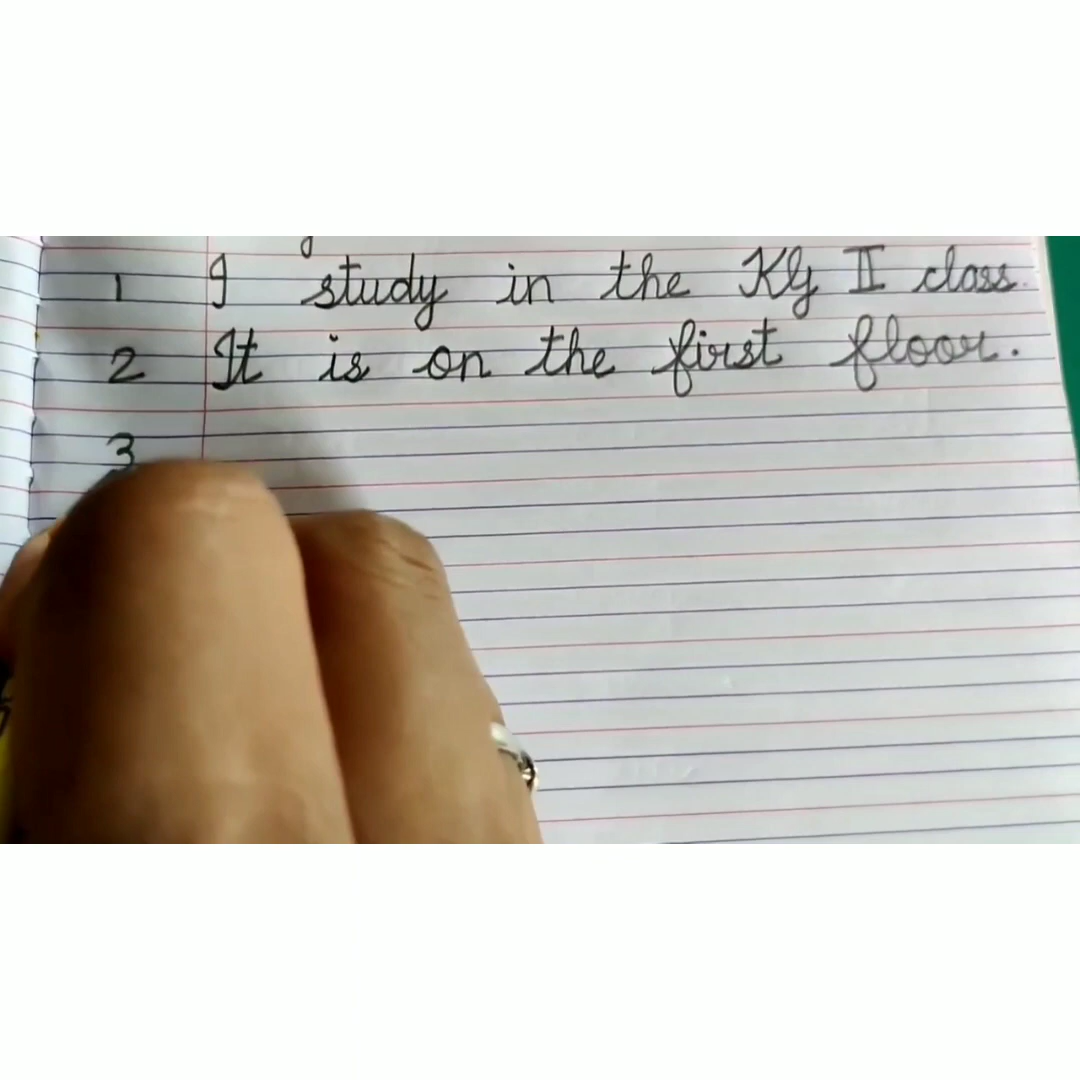 1 I study in the KG II class.
2 It is on the first floor.
3